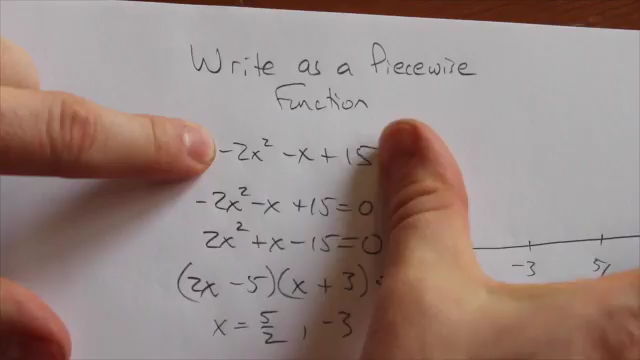 Write as a Piecewise
Function
-2x² - x + 15
-2x² - x + 15 = 0
2x² + x - 15 = 0
(2x - 5)(x + 3)
x = 5/2 , -3
-3